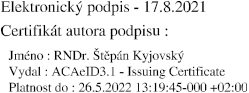 Elektronický podpis - 17.8.2021
Certifikát autora podpisu :
Jméno : RNDr. Štěpán Kyjovský
Vydal : ACAeID3.1 - Issuing Certificate
Platnost do : 26.5.2022 13:19:45-000 +02:00